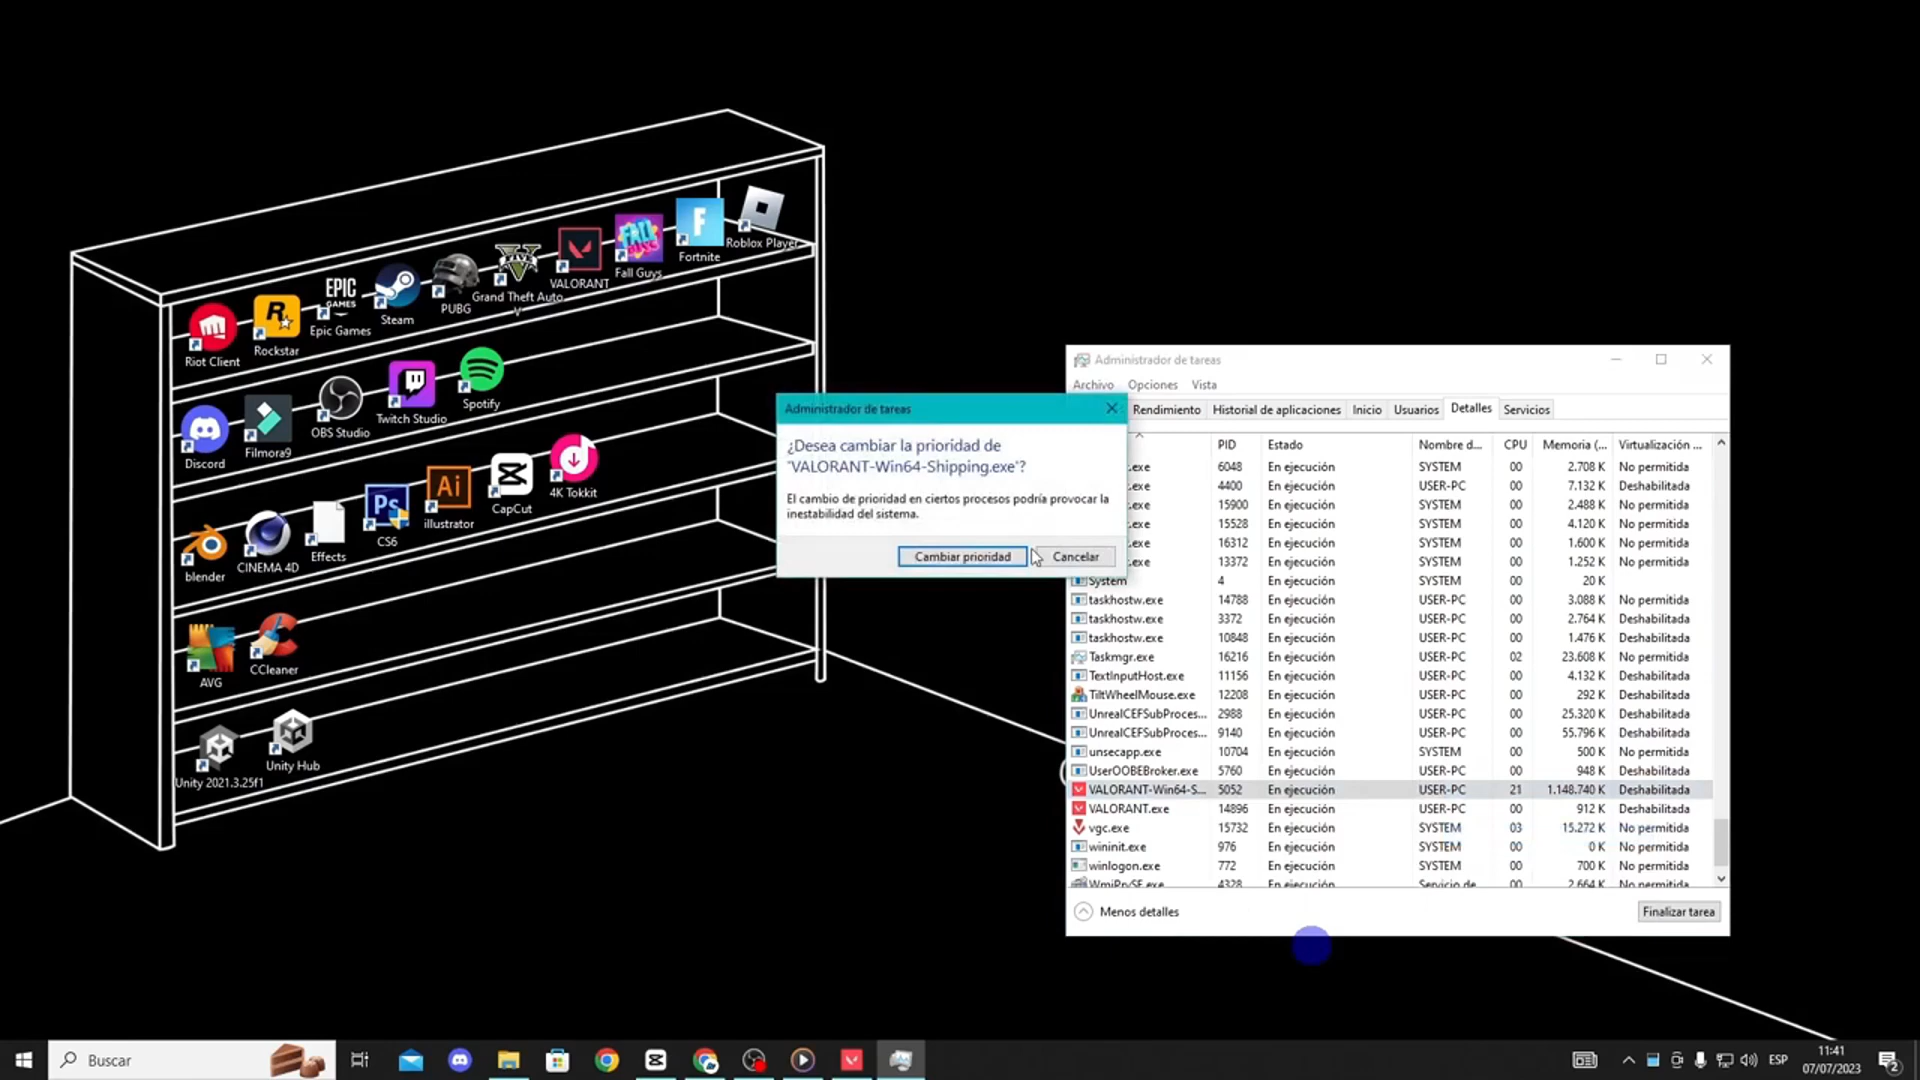 Roblox Player
Fortnite
Fall Guys
VALORANT
Grand Theft Auto
V
PUBG
Steam
EPIC
GAMES
Epic Games
Rockstar
Riot Client
Spotify
Twitch Studio
OBS Studio
Filmora9
Discord
4K Tokkit
CapCut
Ai
illustrator
Ps
CS6
Effects
CINEMA 4D
blender
CCleaner
AVG
Unity Hub
Unity 2021.3.25f1
Administrador de tareas
¿Desea cambiar la prioridad de
"VALORANT-Win64-Shipping.exe"?
El cambio de prioridad en ciertos procesos podría provocar la
inestabilidad del sistema.
Cambiar prioridad Cancelar
Administrador de tareas
Archivo Opciones Vista
Rendimiento Historial de aplicaciones Inicio Usuarios Detalles Servicios
PID Estado Nombre d... CPU Memoria (... Virtualización ...
.exe 6048 En ejecución SYSTEM 00 2.708 K No permitida
.exe 4400 En ejecución USER-PC 00 7.132 K Deshabilitada
.exe 15900 En ejecución SYSTEM 00 2.488 K No permitida
.exe 15528 En ejecución SYSTEM 00 4.120 K No permitida
.exe 16312 En ejecución SYSTEM 00 1.600 K No permitida
.exe 13372 En ejecución SYSTEM 00 1.252 K No permitida
System 4 En ejecución SYSTEM 00 20 K
taskhostw.exe 14788 En ejecución USER-PC 00 3.088 K No permitida
taskhostw.exe 3372 En ejecución USER-PC 00 2.764 K Deshabilitada
taskhostw.exe 10848 En ejecución USER-PC 00 1.476 K Deshabilitada
Taskmgr.exe 16216 En ejecución USER-PC 02 23.608 K No permitida
TextInputHost.exe 11156 En ejecución USER-PC 00 4.132 K Deshabilitada
TiltWheelMouse.exe 12208 En ejecución USER-PC 00 292 K Deshabilitada
UnrealCEFSubProces... 2988 En ejecución USER-PC 00 25.320 K Deshabilitada
UnrealCEFSubProces... 9140 En ejecución USER-PC 00 55.796 K Deshabilitada
unsecapp.exe 10704 En ejecución SYSTEM 00 500 K No permitida
UserOOBEBroker.exe 5760 En ejecución USER-PC 00 948 K Deshabilitada
VALORANT-Win64-S... 5052 En ejecución USER-PC 21 1.148.740 K Deshabilitada
VALORANT.exe 14896 En ejecución USER-PC 00 912 K Deshabilitada
vgc.exe 15732 En ejecución SYSTEM 03 15.272 K No permitida
wininit.exe 976 En ejecución SYSTEM 00 0 K No permitida
winlogon.exe 772 En ejecución SYSTEM 00 700 K No permitida
WmiPrvSE.exe 4328 En ejecución Servicio de 00 2.664 K No permitida
Menos detalles Finalizar tarea
Buscar
ESP
11:41
07/07/2023
2